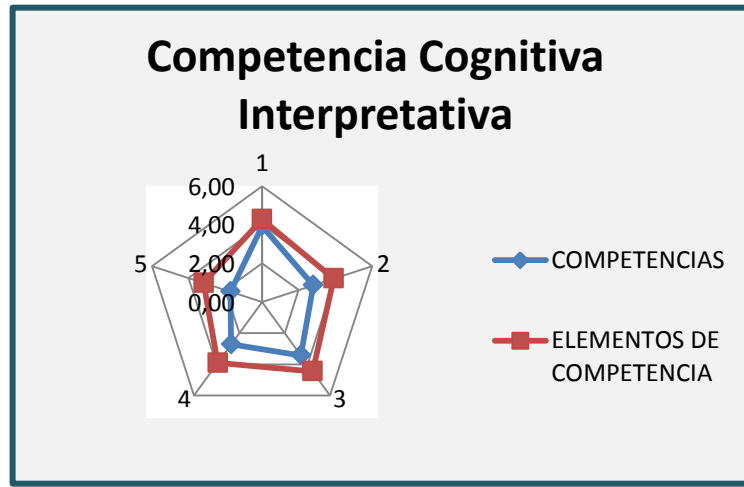 Competencia Cognitiva
Interpretativa
1
6,00
4,00
2,00
0,00
5
2
4
3
COMPETENCIAS
ELEMENTOS DE
COMPETENCIA